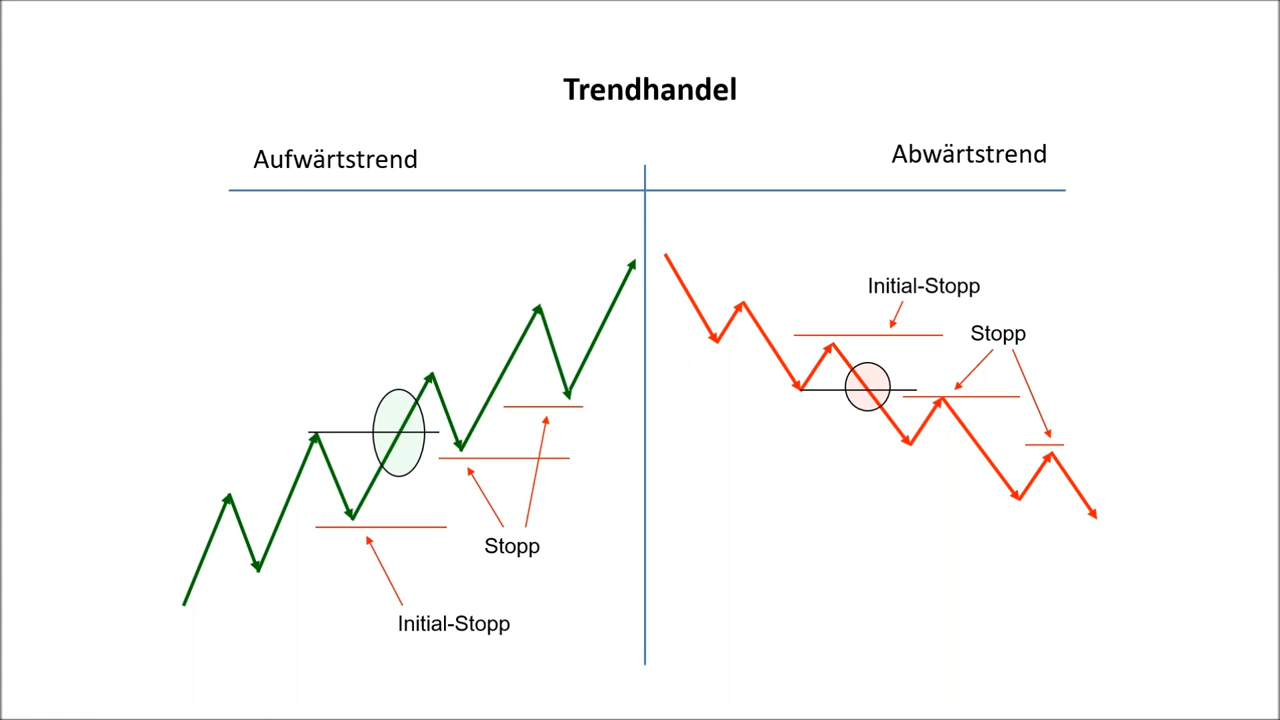 Trendhandel
Aufwärtstrend
Abwärtstrend
Stopp
Initial-Stopp
Initial-Stopp
Stopp